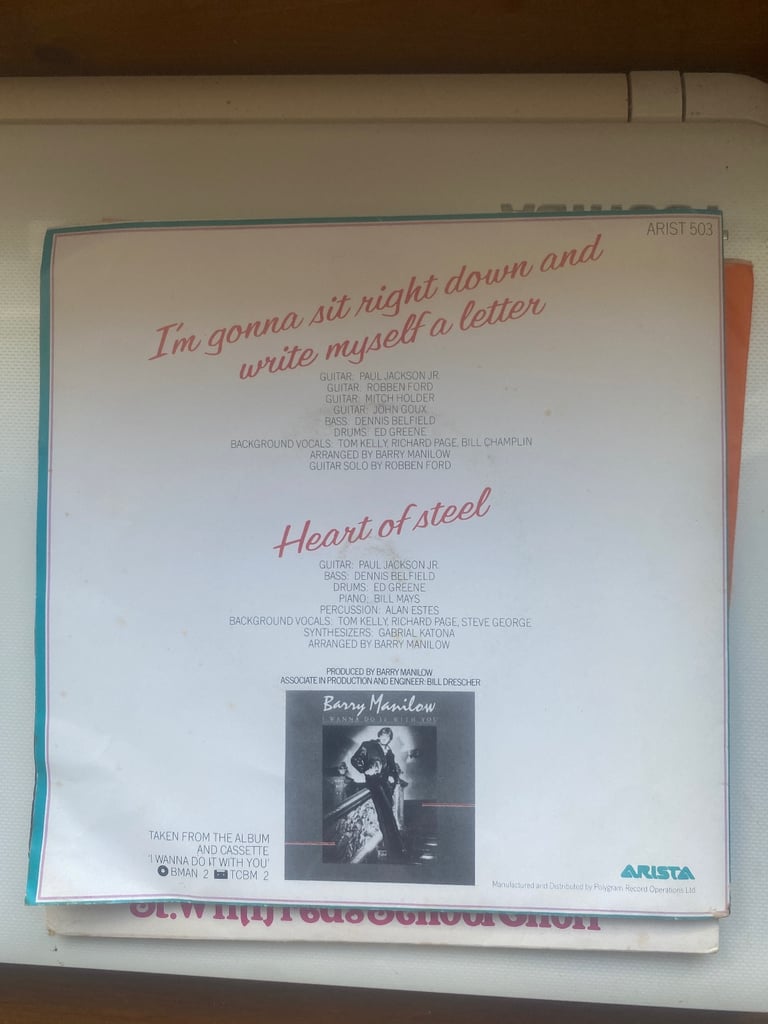 ARIST 503
I'm gonna sit right down and
write myself a letter
GUITAR: PAUL JACKSON JR.
GUITAR: ROBBEN FORD
GUITAR: MITCH HOLDER
GUITAR: JOHN GOUX
BASS: DENNIS BELFIELD
DRUMS: ED GREENE
BACKGROUND VOCALS: TOM KELLY, RICHARD PAGE, BILL CHAMPLIN
ARRANGED BY BARRY MANILOW
GUITAR SOLO BY ROBBEN FORD
Heart of steel
GUITAR: PAUL JACKSON JR.
BASS: DENNIS BELFIELD
DRUMS: ED GREENE
PIANO: BILL MAYS
PERCUSSION: ALAN ESTES
BACKGROUND VOCALS: TOM KELLY, RICHARD PAGE, STEVE GEORGE
SYNTHESIZERS: GABRIAL KATONA
ARRANGED BY BARRY MANILOW
PRODUCED BY BARRY MANILOW
ASSOCIATE IN PRODUCTION AND ENGINEER: BILL DRESCHER
Barry Manilow
I WANNA DO IT WITH YOU
TAKEN FROM THE ALBUM
AND CASSETTE
'I WANNA DO IT WITH YOU'
BMAN 2 TCBM 2
ARISTA
Manufactured and Distributed by Polygram Record Operations Ltd.
St. Winifred's School Choir